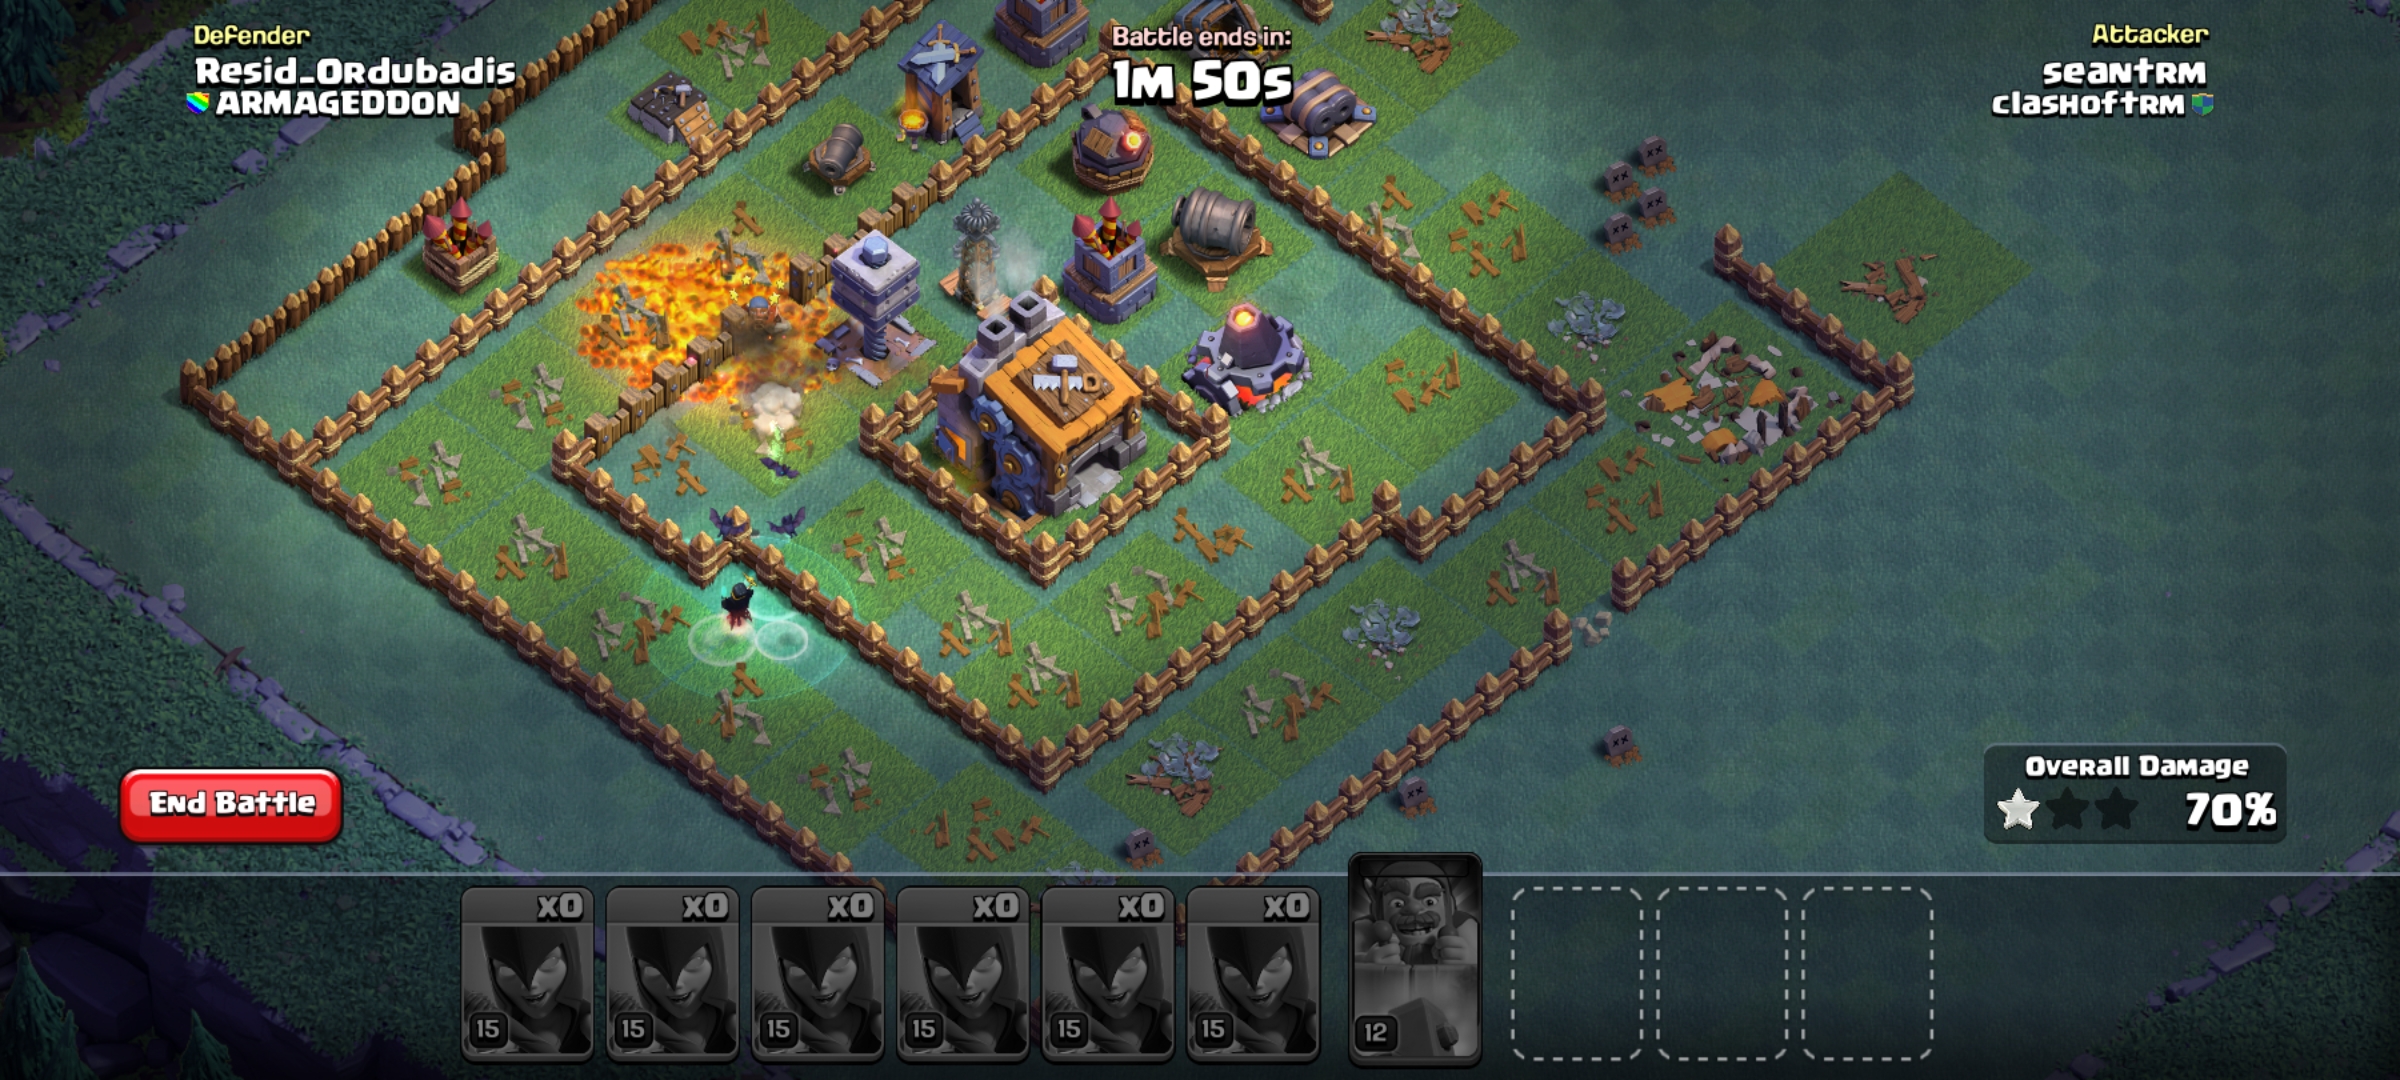 Defender
Resid_Ordubadis
ARMAGEDDON
Battle ends in:
1M 50s
Attacker
seantRM
clashoftRM
End Battle
Overall Damage
70%
x0
x0
x0
x0
x0
x0
15
15
15
15
15
15
12